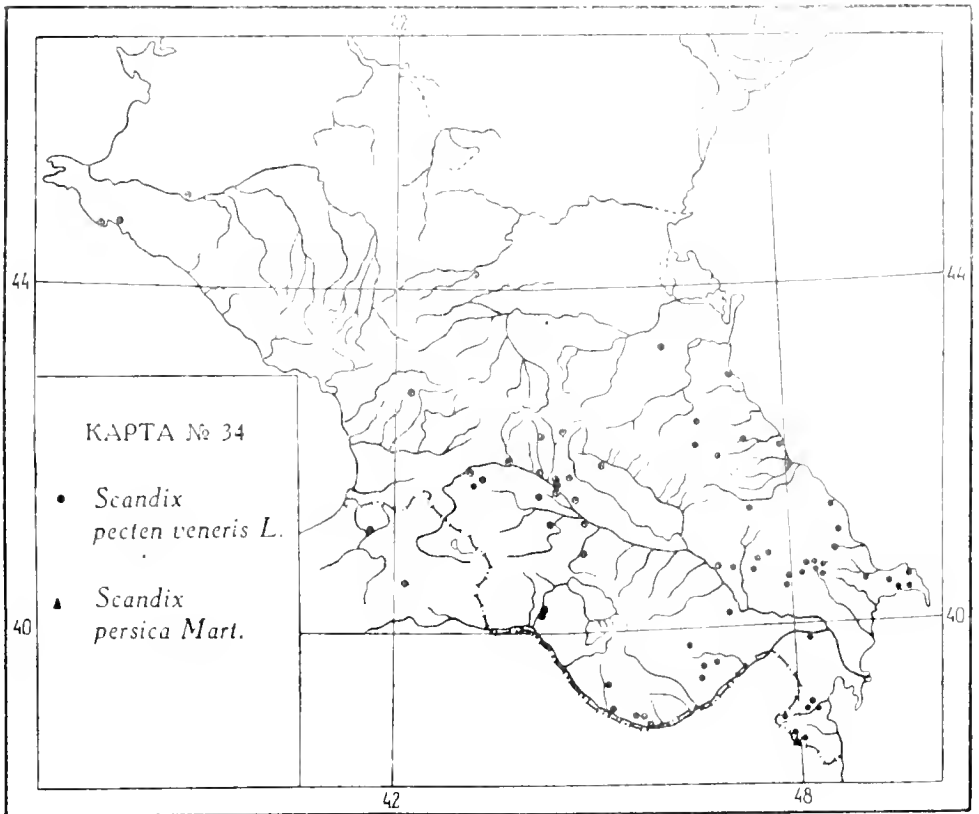 42
44
44
КАРТА № 34
Scandix
pecten veneris L.
Scandix
persica Mart.
40
40
42
48